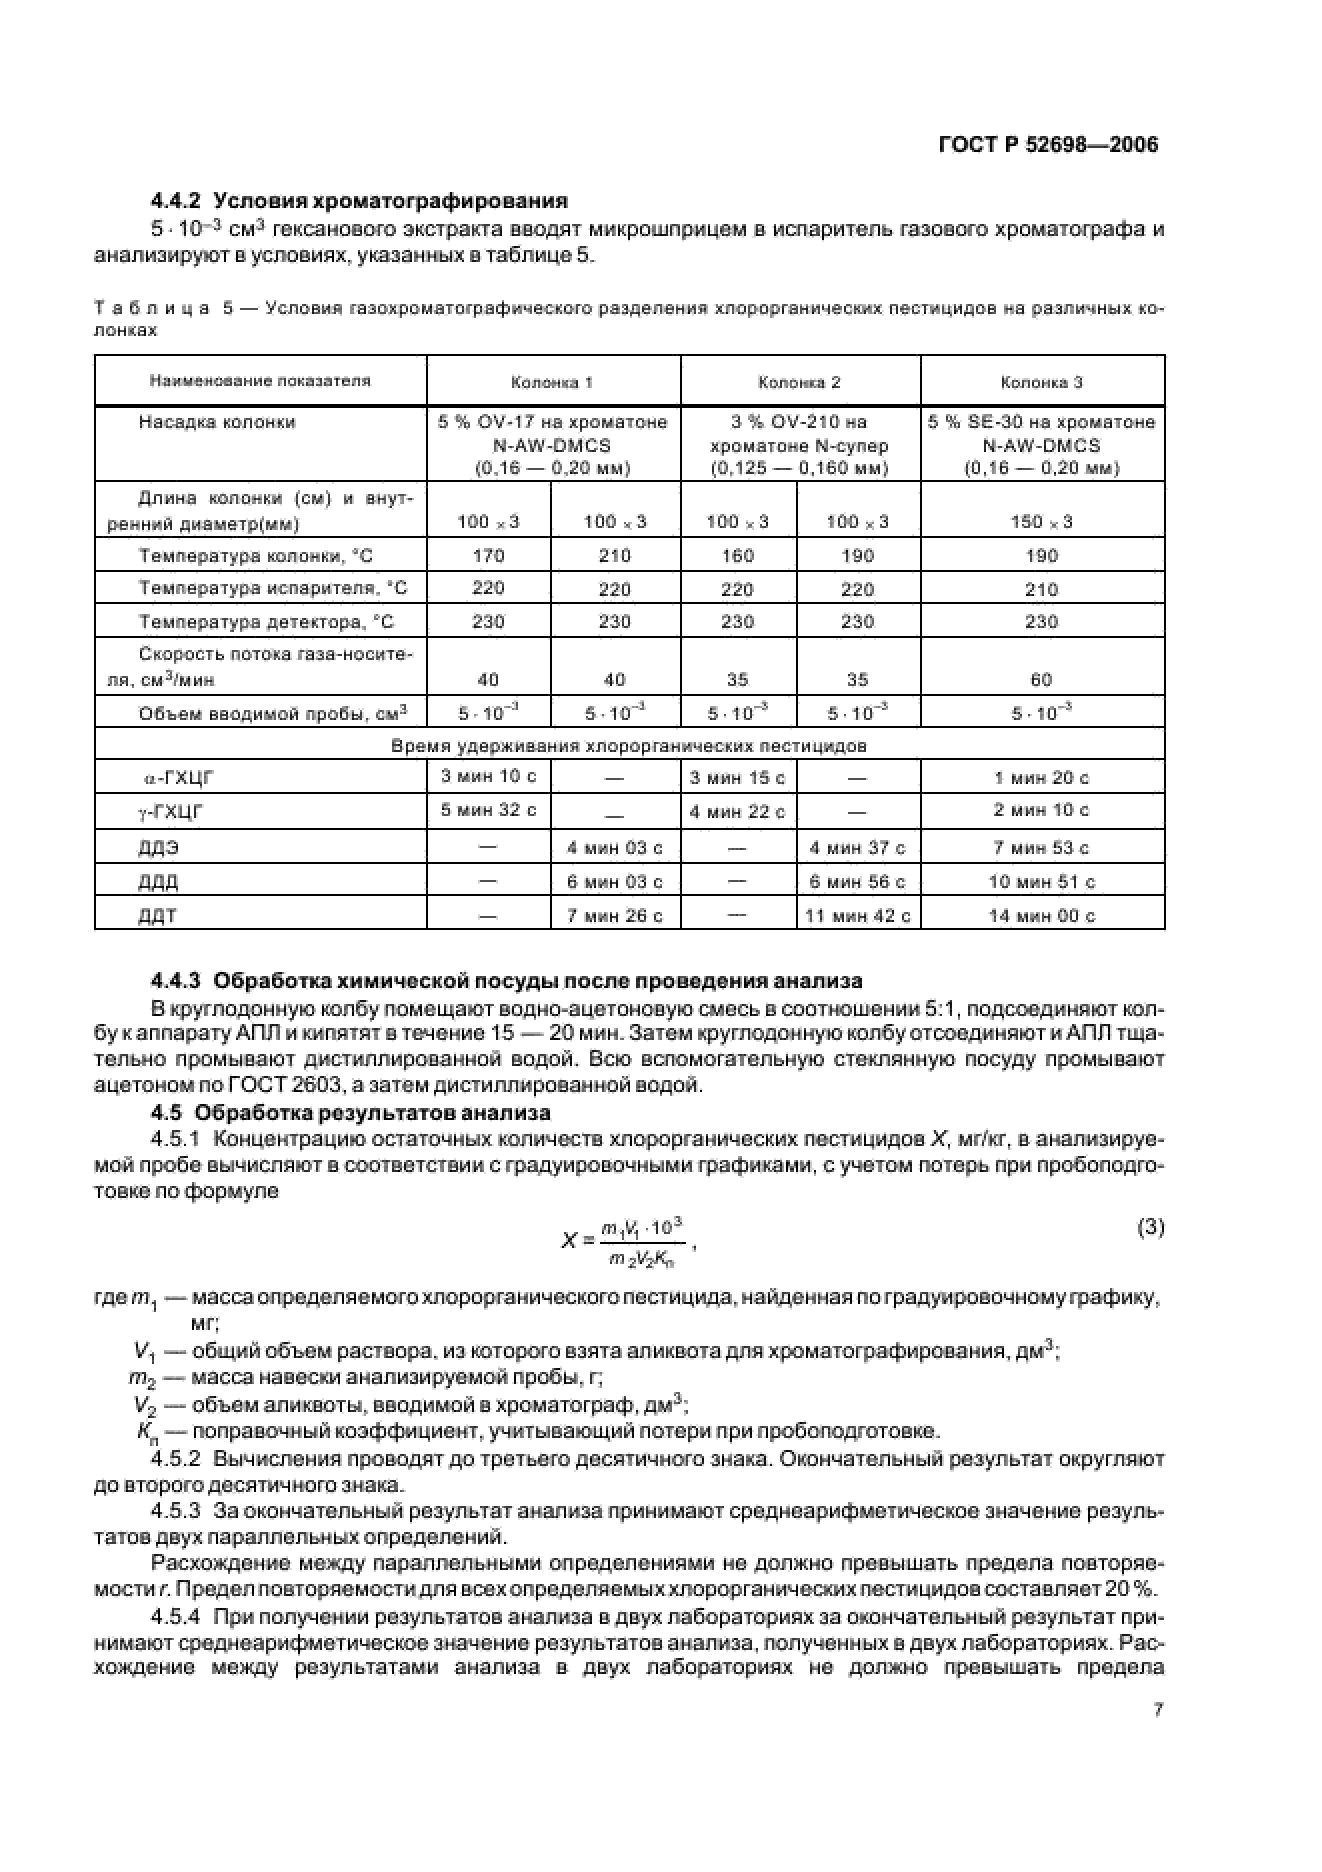 ГОСТ Р 52698—2006
4.4.2 Условия хроматографирования
5 · 10⁻³ см³ гексанового экстракта вводят микрошприцем в испаритель газового хроматографа и
анализируют в условиях, указанных в таблице 5.
Таблица 5 — Условия газохроматографического разделения хлорорганических пестицидов на различных ко-
лонках
Наименование показателя Колонка 1 Колонка 2 Колонка 3
Насадка колонки 5 % OV-17 на хроматоне 3 % OV-210 на 5 % SE-30 на хроматоне
N-AW-DMCS хроматоне N-супер N-AW-DMCS
(0,16 — 0,20 мм) (0,125 — 0,160 мм) (0,16 — 0,20 мм)
Длина колонки (см) и внут-
ренний диаметр(мм) 100 × 3 100 × 3 100 × 3 100 × 3 150 × 3
Температура колонки, °С 170 210 160 190 190
Температура испарителя, °С 220 220 220 220 210
Температура детектора, °С 230 230 230 230 230
Скорость потока газа-носите-
ля, см³/мин 40 40 35 35 60
Объем вводимой пробы, см³ 5 · 10⁻³ 5 · 10⁻³ 5 · 10⁻³ 5 · 10⁻³ 5 · 10⁻³
Время удерживания хлорорганических пестицидов
α-ГХЦГ 3 мин 10 с — 3 мин 15 с — 1 мин 20 с
γ-ГХЦГ 5 мин 32 с — 4 мин 22 с — 2 мин 10 с
ДДЭ — 4 мин 03 с — 4 мин 37 с 7 мин 53 с
ДДД — 6 мин 03 с — 6 мин 56 с 10 мин 51 с
ДДТ — 7 мин 26 с — 11 мин 42 с 14 мин 00 с
4.4.3 Обработка химической посуды после проведения анализа
В круглодонную колбу помещают водно-ацетоновую смесь в соотношении 5:1, подсоединяют кол-
бу к аппарату АПЛ и кипятят в течение 15 — 20 мин. Затем круглодонную колбу отсоединяют и АПЛ тща-
тельно промывают дистиллированной водой. Всю вспомогательную стеклянную посуду промывают
ацетоном по ГОСТ 2603, а затем дистиллированной водой.
4.5 Обработка результатов анализа
4.5.1 Концентрацию остаточных количеств хлорорганических пестицидов X, мг/кг, в анализируе-
мой пробе вычисляют в соответствии с градуировочными графиками, с учетом потерь при пробоподго-
товке по формуле
X = m₁V₁ · 10³ / m₂V₂Kₙ , (3)
где m₁ — масса определяемого хлорорганического пестицида, найденная по градуировочному графику,
мг;
V₁ — общий объем раствора, из которого взята аликвота для хроматографирования, дм³;
m₂ — масса навески анализируемой пробы, г;
V₂ — объем аликвоты, вводимой в хроматограф, дм³;
Kп — поправочный коэффициент, учитывающий потери при пробоподготовке.
4.5.2 Вычисления проводят до третьего десятичного знака. Окончательный результат округляют
до второго десятичного знака.
4.5.3 За окончательный результат анализа принимают среднеарифметическое значение резуль-
татов двух параллельных определений.
Расхождение между параллельными определениями не должно превышать предела повторяе-
мости r. Предел повторяемости для всех определяемых хлорорганических пестицидов составляет 20 %.
4.5.4 При получении результатов анализа в двух лабораториях за окончательный результат при-
нимают среднеарифметическое значение результатов анализа, полученных в двух лабораториях. Рас-
хождение между результатами анализа в двух лабораториях не должно превышать предела
7